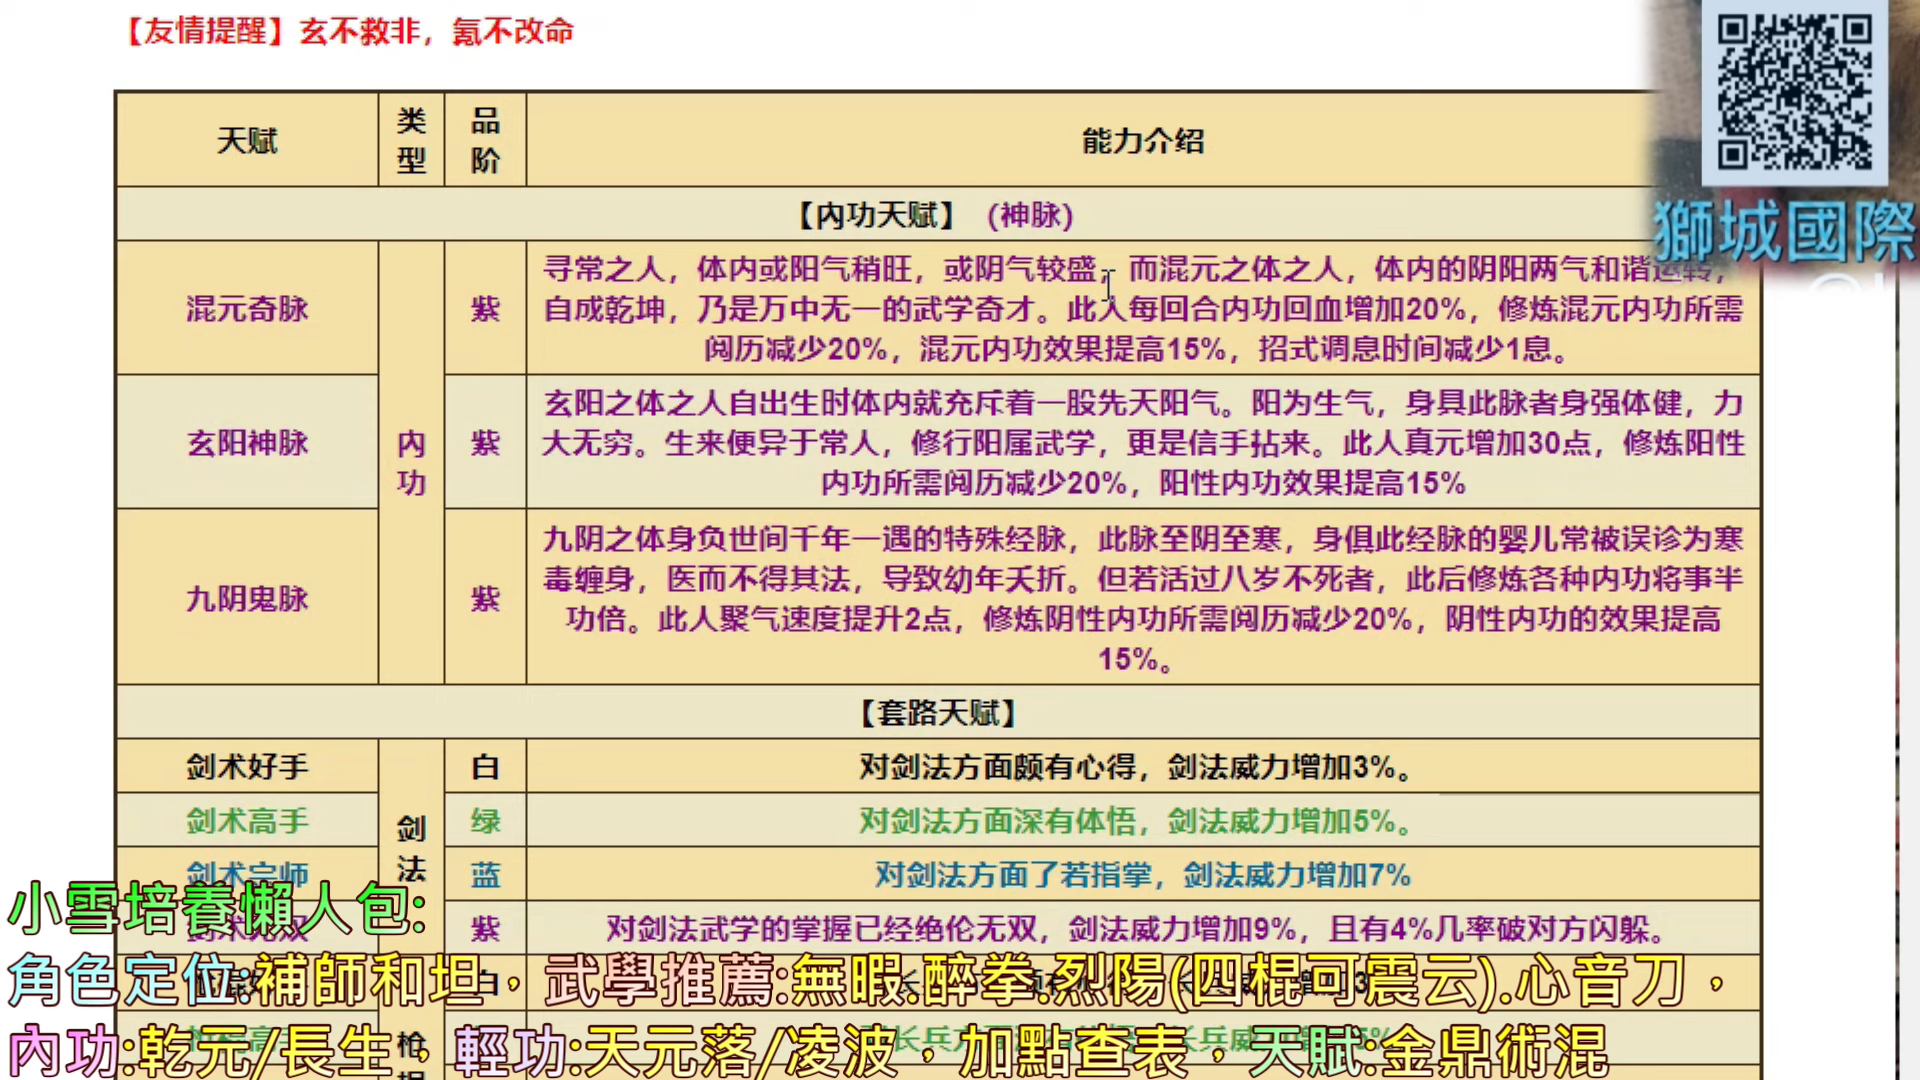 【友情提醒】玄不救非，氪不改命
天赋
类型
品阶
能力介绍
獅城國際
【内功天赋】（神脉）
混元奇脉
紫
寻常之人，体内或阳气稍旺，或阴气较盛，而混元之体之人，体内的阴阳两气和谐运转，
自成乾坤，乃是万中无一的武学奇才。此人每回合内功回血增加20%，修炼混元内功所需
阅历减少20%，混元内功效果提高15%，招式调息时间减少1息。
内功
玄阳神脉
紫
玄阳之体之人自出生时体内就充斥着一股先天阳气。阳为生气，身具此脉者身强体健，力
大无穷。生来便异于常人，修行阳属武学，更是信手拈来。此人真元增加30点，修炼阳性
内功所需阅历减少20%，阳性内功效果提高15%
九阴鬼脉
紫
九阴之体身负世间千年一遇的特殊经脉，此脉至阴至寒，身俱此经脉的婴儿常被误诊为寒
毒缠身，医而不得其法，导致幼年夭折。但若活过八岁不死者，此后修炼各种内功将事半
功倍。此人聚气速度提升2点，修炼阴性内功所需阅历减少20%，阴性内功的效果提高
15%。
【套路天赋】
剑术好手
白
对剑法方面颇有心得，剑法威力增加3%。
剑法
剑术高手
绿
对剑法方面深有体悟，剑法威力增加5%。
剑术宗师
蓝
对剑法方面了若指掌，剑法威力增加7%
紫
对剑法武学的掌握已经绝伦无双，剑法威力增加9%，且有4%几率破对方闪躲。
白
枪
小雪培養懶人包:
角色定位:補師和坦，武學推薦:無暇.醉拳.烈陽(四棍可震云).心音刀，
內功:乾元/長生，輕功:天元落/凌波，加點查表，天賦:金鼎術混